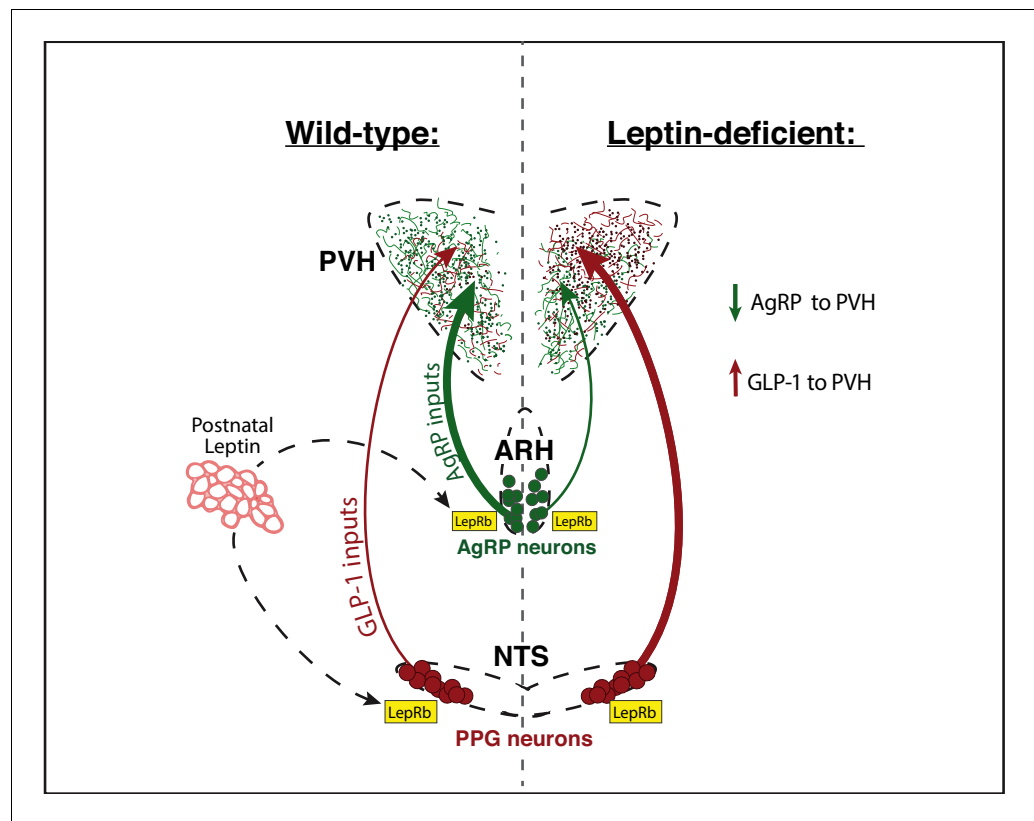 Wild-type:
Leptin-deficient:
PVH
AgRP to PVH
GLP-1 to PVH
AgRP inputs
GLP-1 inputs
Postnatal
Leptin
ARH
LepRb
LepRb
AgRP neurons
NTS
LepRb
LepRb
PPG neurons